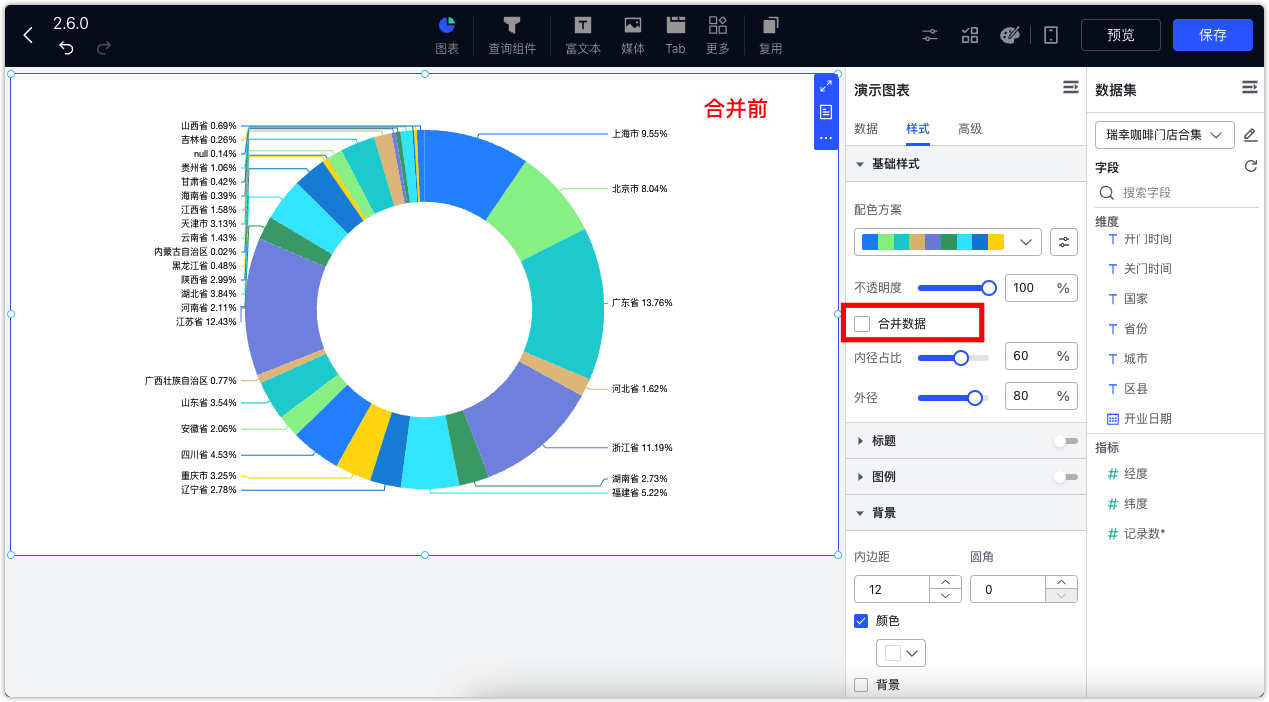 2.6.0
图表
查询组件
富文本
媒体
Tab
更多
复用
预览
保存
合并前
山西省 0.69%
吉林省 0.26%
null 0.14%
贵州省 1.06%
甘肃省 0.42%
海南省 0.39%
江西省 1.58%
天津市 3.13%
云南省 1.43%
内蒙古自治区 0.02%
黑龙江省 0.48%
陕西省 2.99%
湖北省 3.84%
河南省 2.11%
江苏省 12.43%
广西壮族自治区 0.77%
山东省 3.54%
安徽省 2.06%
四川省 4.53%
重庆市 3.25%
辽宁省 2.78%
上海市 9.55%
北京市 8.04%
广东省 13.76%
河北省 1.62%
浙江省 11.19%
湖南省 2.73%
福建省 5.22%
演示图表
数据
样式
高级
基础样式
配色方案
不透明度
100 %
合并数据
内径占比
60 %
外径
80 %
标题
图例
背景
内边距
圆角
12
0
颜色
背景
数据集
瑞幸咖啡门店合集
字段
搜索字段
维度
T 开门时间
T 关门时间
T 国家
T 省份
T 城市
T 区县
开业日期
指标
# 经度
# 纬度
# 记录数*